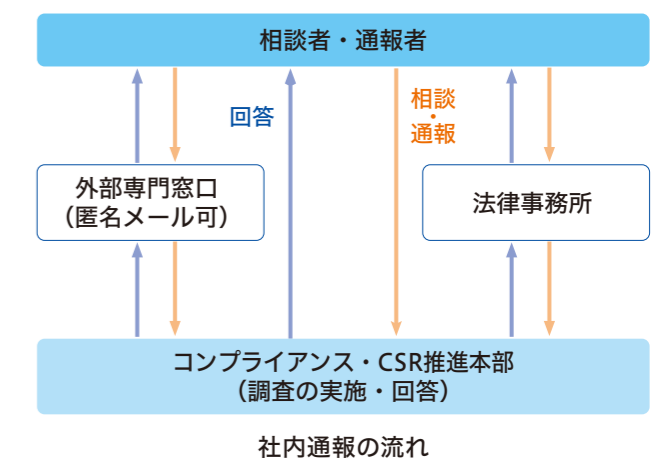 相談者・通報者
回答
相談
・
通報
外部専門窓口
（匿名メール可）
法律事務所
コンプライアンス・CSR推進本部
（調査の実施・回答）
社内通報の流れ